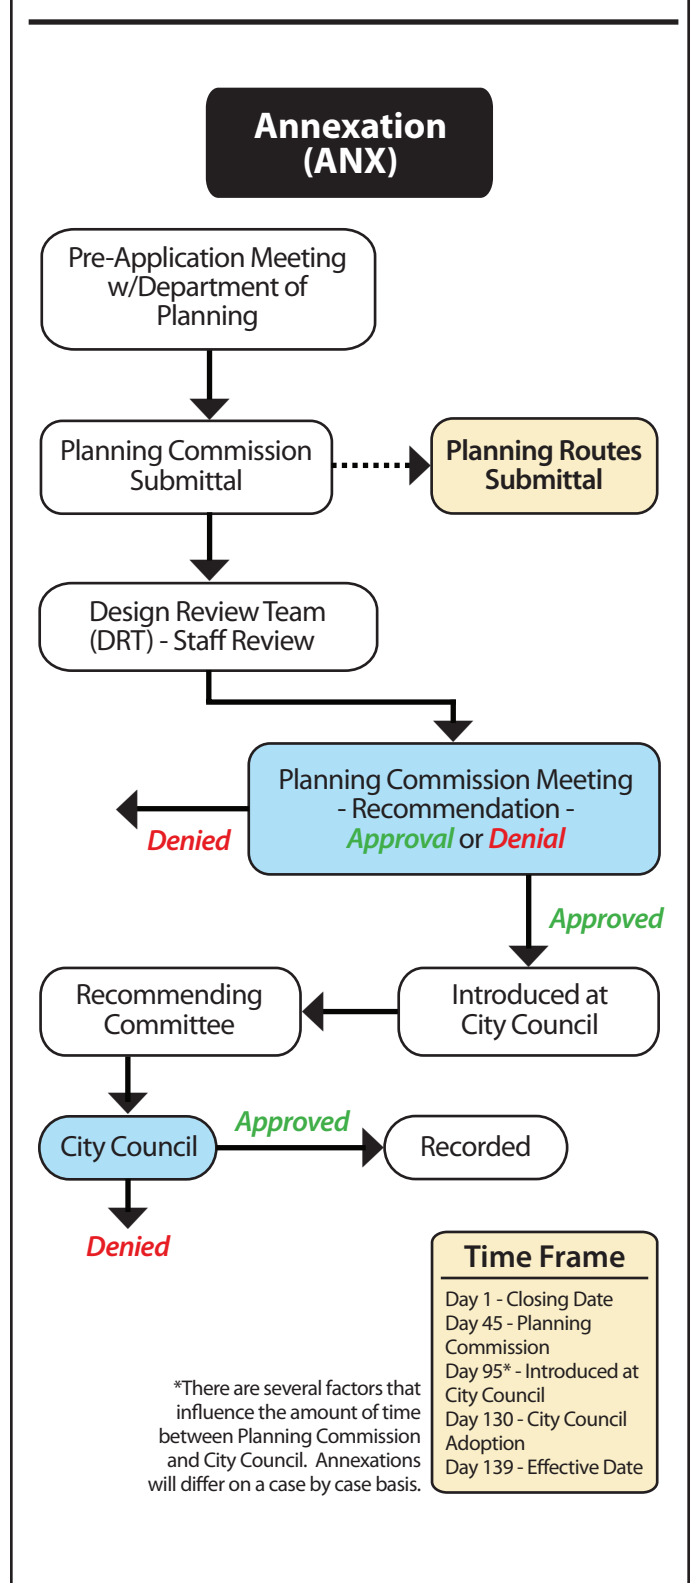 Annexation
(ANX)
Pre-Application Meeting
w/Department of
Planning
Planning Commission
Submittal
Planning Routes
Submittal
Design Review Team
(DRT) - Staff Review
Planning Commission Meeting
- Recommendation -
Approval or Denial
Denied
Approved
Introduced at
City Council
Recommending
Committee
City Council
Approved
Recorded
Denied
Time Frame
Day 1 - Closing Date
Day 45 - Planning
Commission
Day 95* - Introduced at
City Council
Day 130 - City Council
Adoption
Day 139 - Effective Date
*There are several factors that
influence the amount of time
between Planning Commission
and City Council.  Annexations
will differ on a case by case basis.